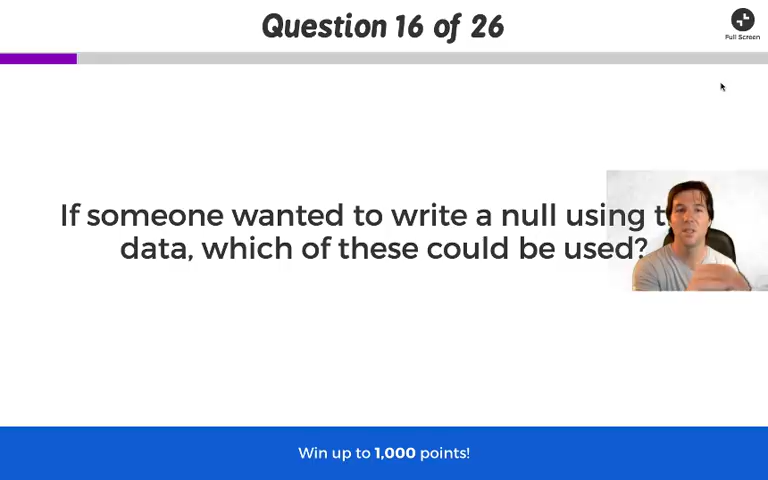 Question 16 of 26
Full Screen
If someone wanted to write a null using
data, which of these could be used?
Win up to 1,000 points!